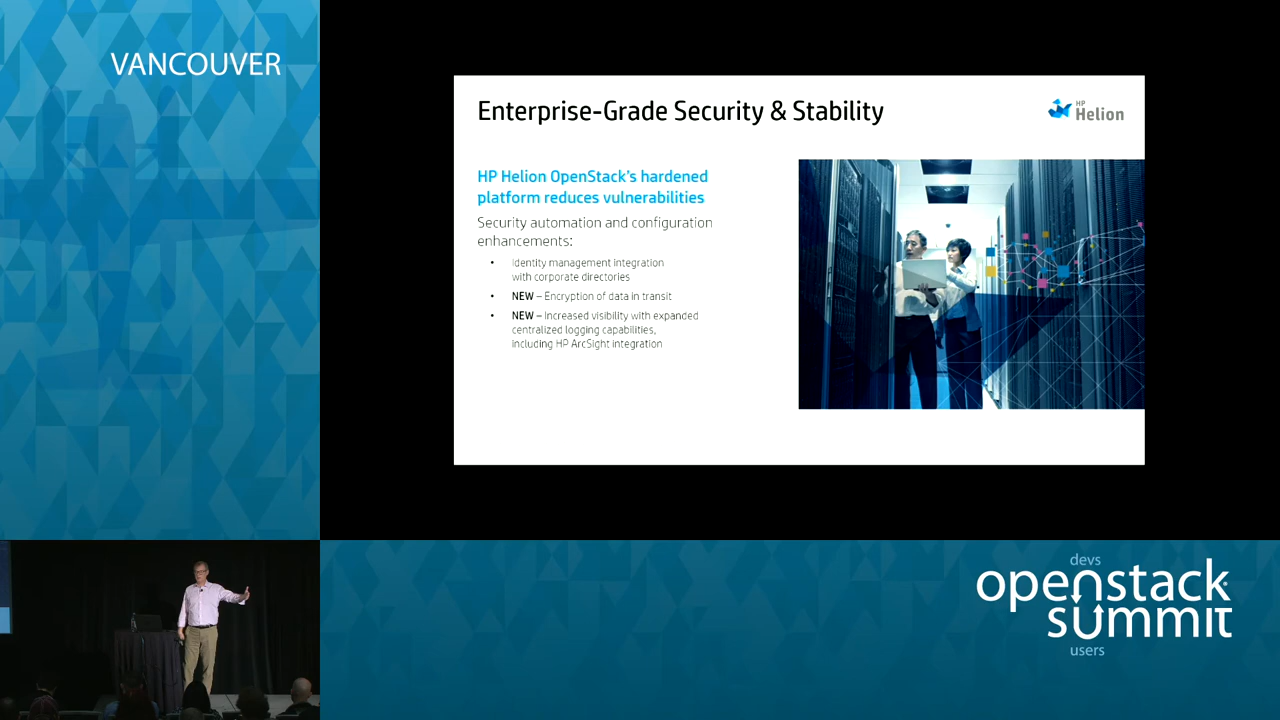 VANCOUVER
Enterprise-Grade Security & Stability
HP
Helion
HP Helion OpenStack's hardened
platform reduces vulnerabilities
Security automation and configuration
enhancements:
• Identity management integration
with corporate directories
• NEW – Encryption of data in transit
• NEW – Increased visibility with expanded
centralized logging capabilities,
including HP ArcSight integration
devs
openstack
summit
users